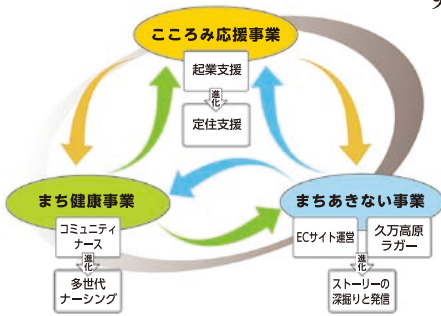 こころみ応援事業
起業支援
進化
定住支援
まち健康事業
コミュニティ
ナース
進化
多世代
ナーシング
まちあきない事業
ECサイト運営
久万高原
ラガー
進化
ストーリーの
深掘りと発信